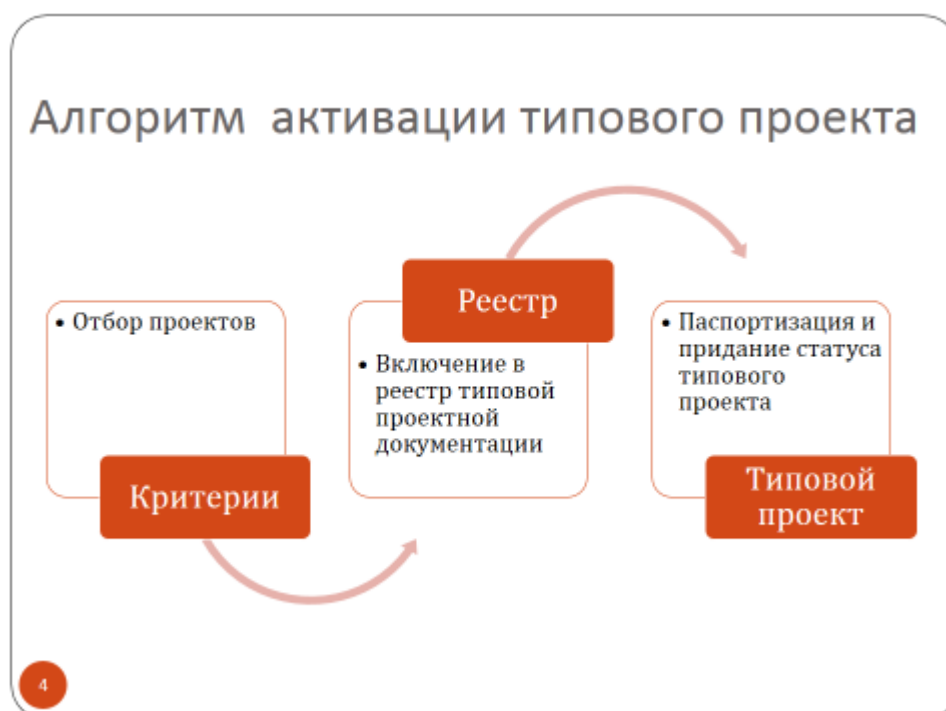 Алгоритм активации типового проекта
• Отбор проектов
Критерии
Реестр
• Включение в
реестр типовой
проектной
документации
• Паспортизация и
придание статуса
типового
проекта
Типовой
проект
4